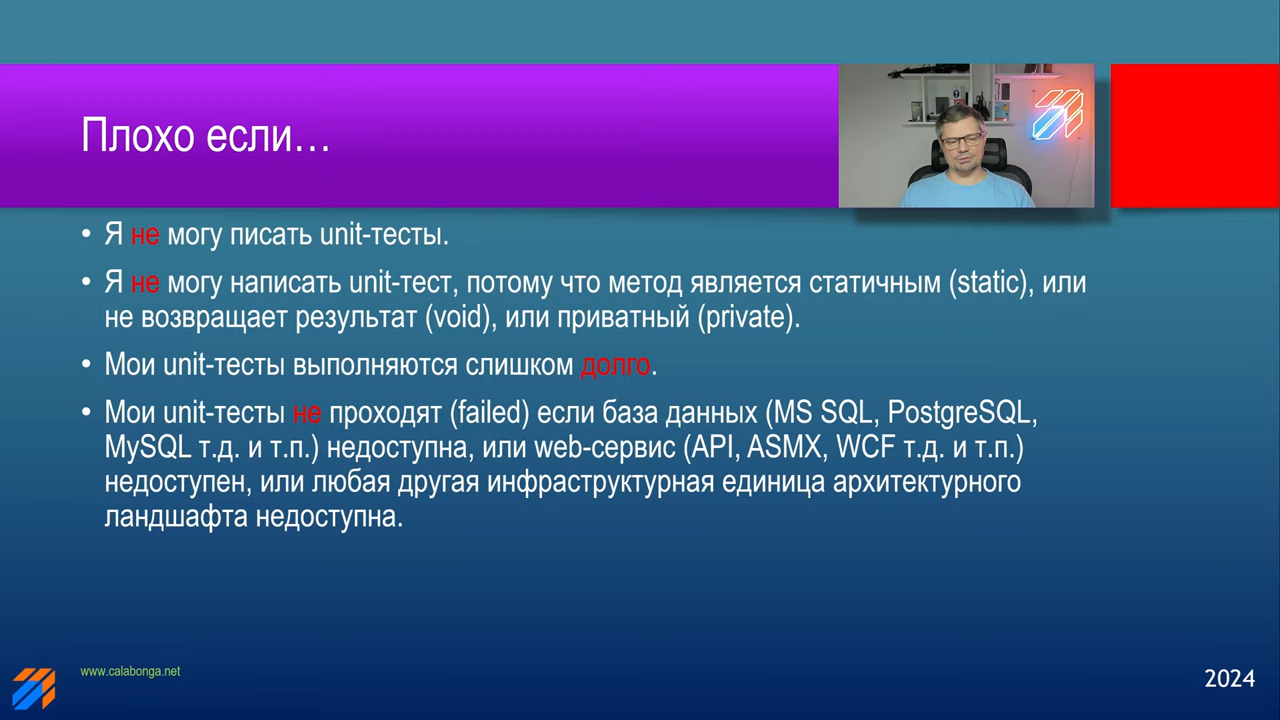 Плохо если...
• Я не могу писать unit-тесты.
• Я не могу написать unit-тест, потому что метод является статичным (static), или
не возвращает результат (void), или приватный (private).
• Мои unit-тесты выполняются слишком долго.
• Мои unit-тесты не проходят (failed) если база данных (MS SQL, PostgreSQL,
MySQL т.д. и т.п.) недоступна, или web-сервис (API, ASMX, WCF т.д. и т.п.)
недоступен, или любая другая инфраструктурная единица архитектурного
ландшафта недоступна.
www.calabonga.net
2024